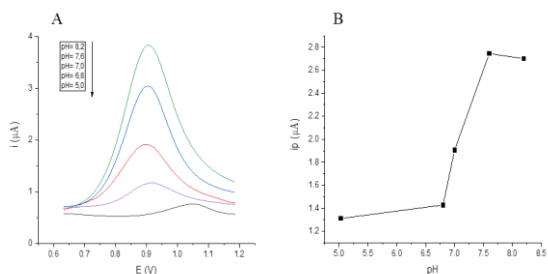 A
pH= 8,2
pH= 7,6
pH= 7,0
pH= 6,8
pH= 5,0
4
3
2
1
0
i (µA)
0.6 0.7 0.8 0.9 1.0 1.1 1.2
E (V)
B
2.8
2.6
2.4
2.2
2.0
1.8
1.6
1.4
1.2
ip (µA)
5.0 5.5 6.0 6.5 7.0 7.5 8.0 8.5
pH